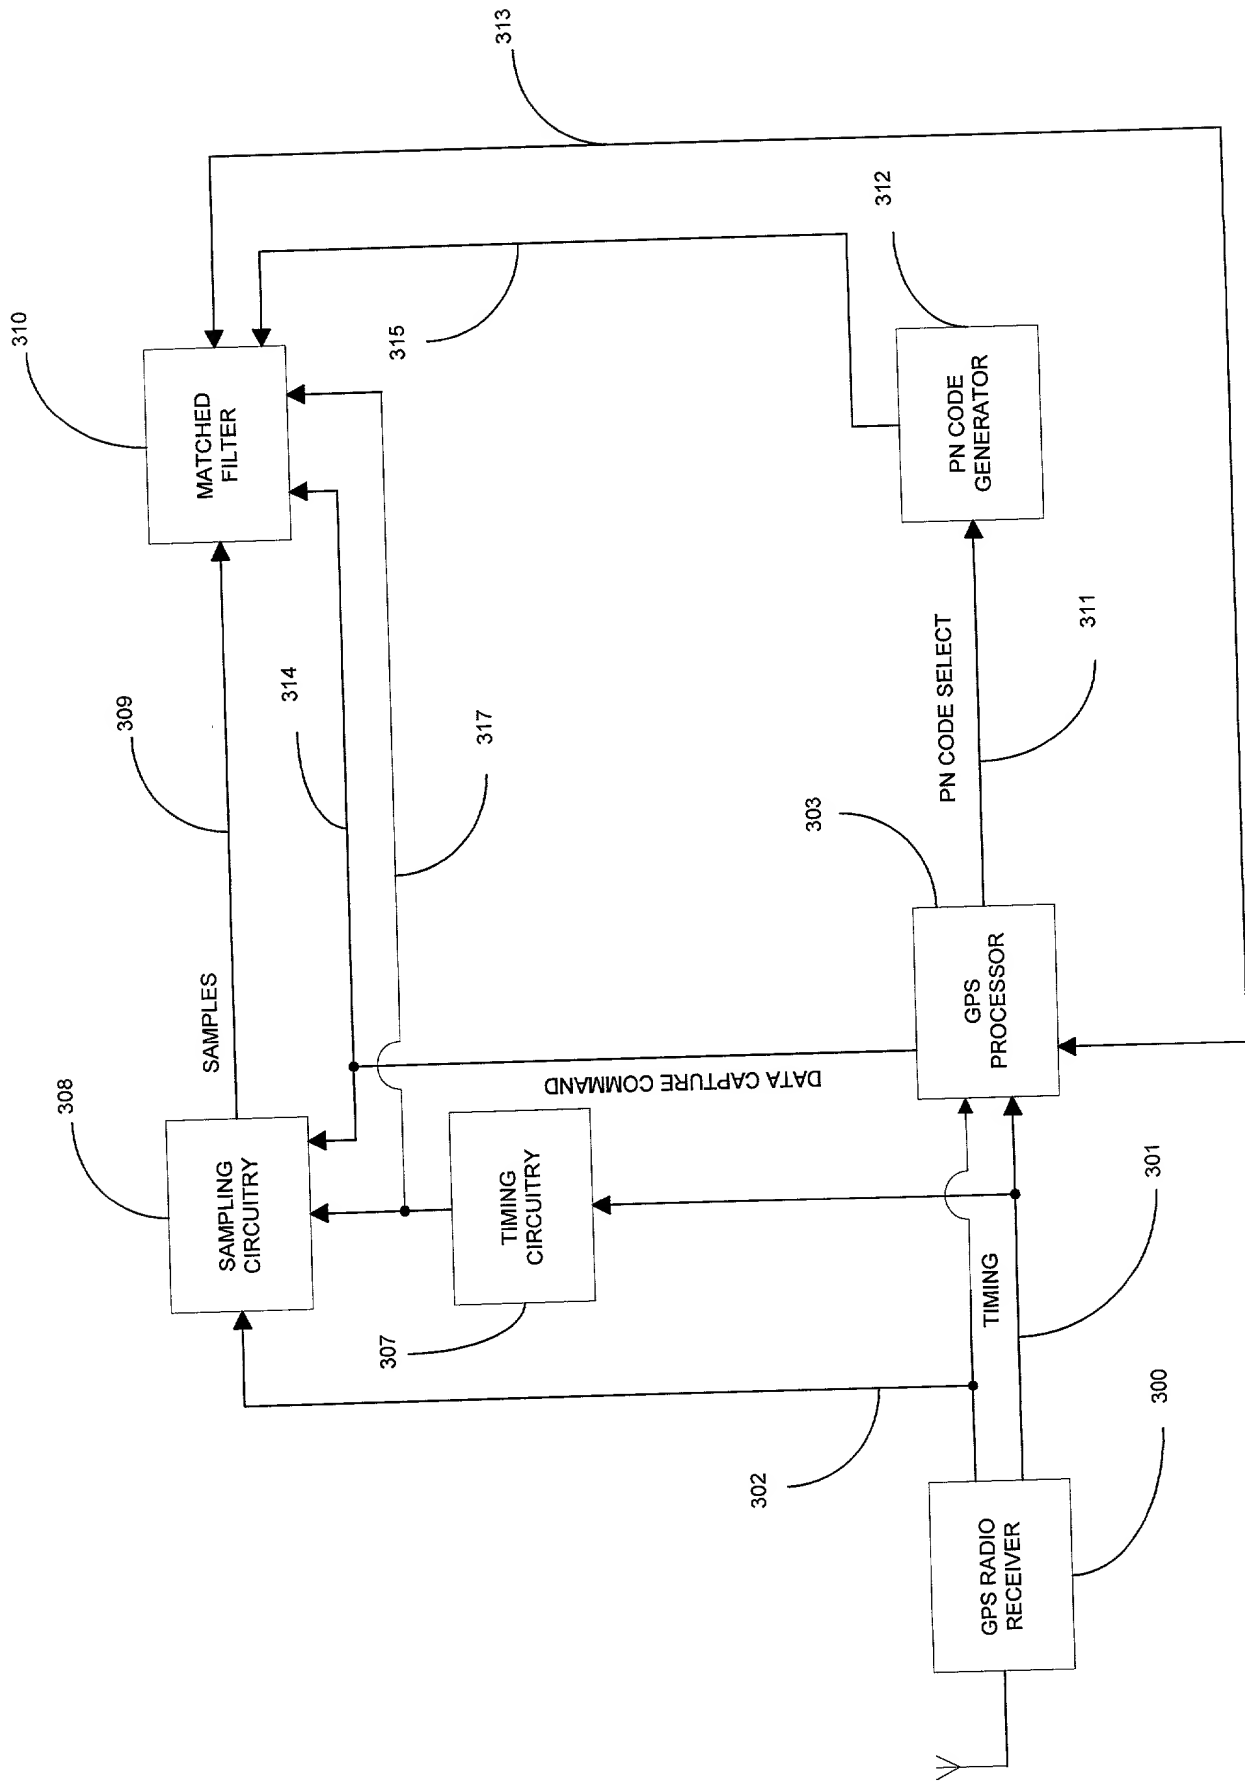 310
MATCHED
FILTER
313
312
315
PN CODE
GENERATOR
309
314
317
SAMPLES
308
SAMPLING
CIRCUITRY
DATA CAPTURE COMMAND
TIMING
CIRCUITRY
307
303
PN CODE SELECT
311
GPS
PROCESSOR
TIMING
301
302
300
GPS RADIO
RECEIVER